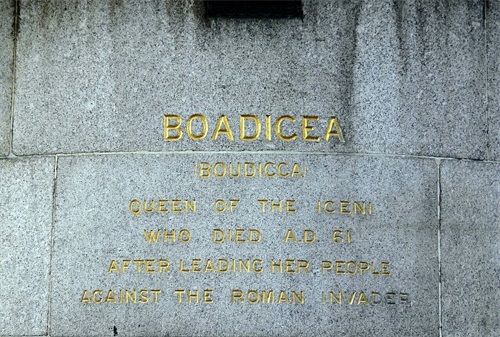 BOADICEA
(BOUDICCA)
QUEEN OF THE ICENI
WHO DIED A.D. 61
AFTER LEADING HER PEOPLE
AGAINST THE ROMAN INVADER